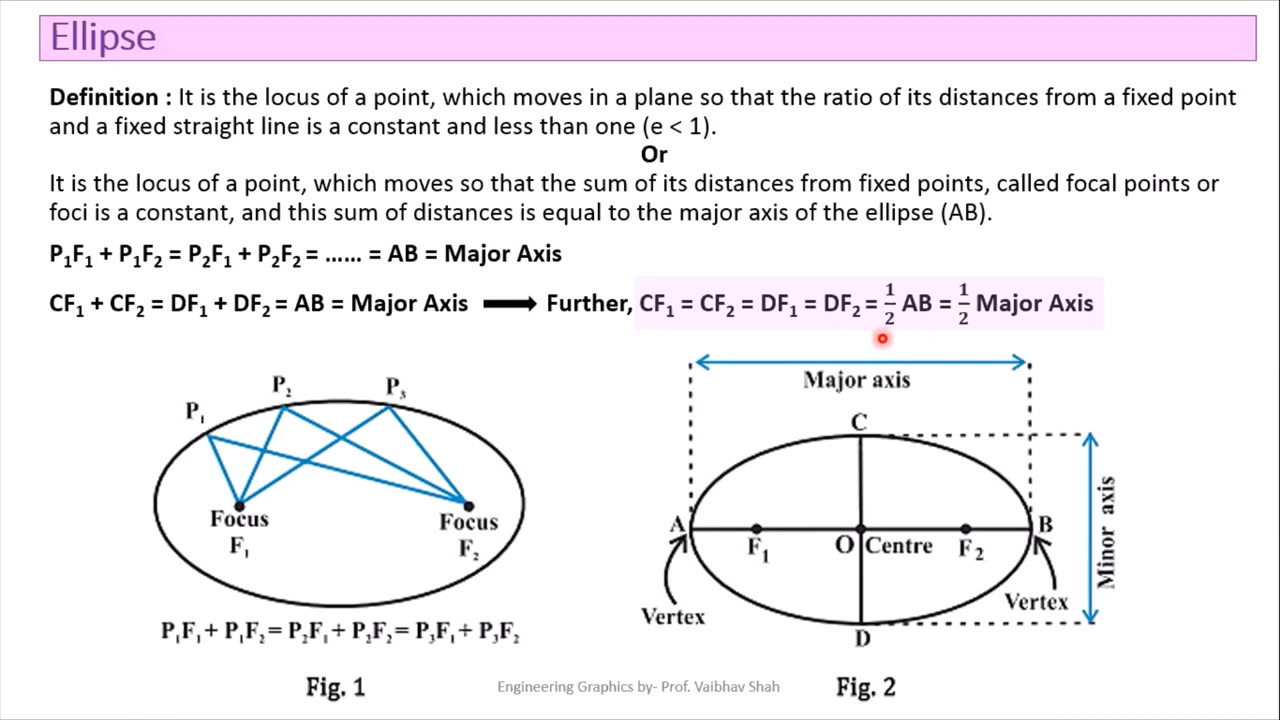 Ellipse
Definition : It is the locus of a point, which moves in a plane so that the ratio of its distances from a fixed point
and a fixed straight line is a constant and less than one (e < 1).
Or
It is the locus of a point, which moves so that the sum of its distances from fixed points, called focal points or
foci is a constant, and this sum of distances is equal to the major axis of the ellipse (AB).
P₁F₁ + P₁F₂ = P₂F₁ + P₂F₂ = ...... = AB = Major Axis
CF₁ + CF₂ = DF₁ + DF₂ = AB = Major Axis ⟶ Further, CF₁ = CF₂ = DF₁ = DF₂ = 1/2 AB = 1/2 Major Axis
P₁
P₂
P₃
Focus
F₁
Focus
F₂
P₁F₁ + P₁F₂ = P₂F₁ + P₂F₂ = P₃F₁ + P₃F₂
Fig. 1
Major axis
C
A
B
F₁
O
Centre
F₂
Vertex
Vertex
D
Minor axis
Fig. 2
Engineering Graphics by- Prof. Vaibhav Shah